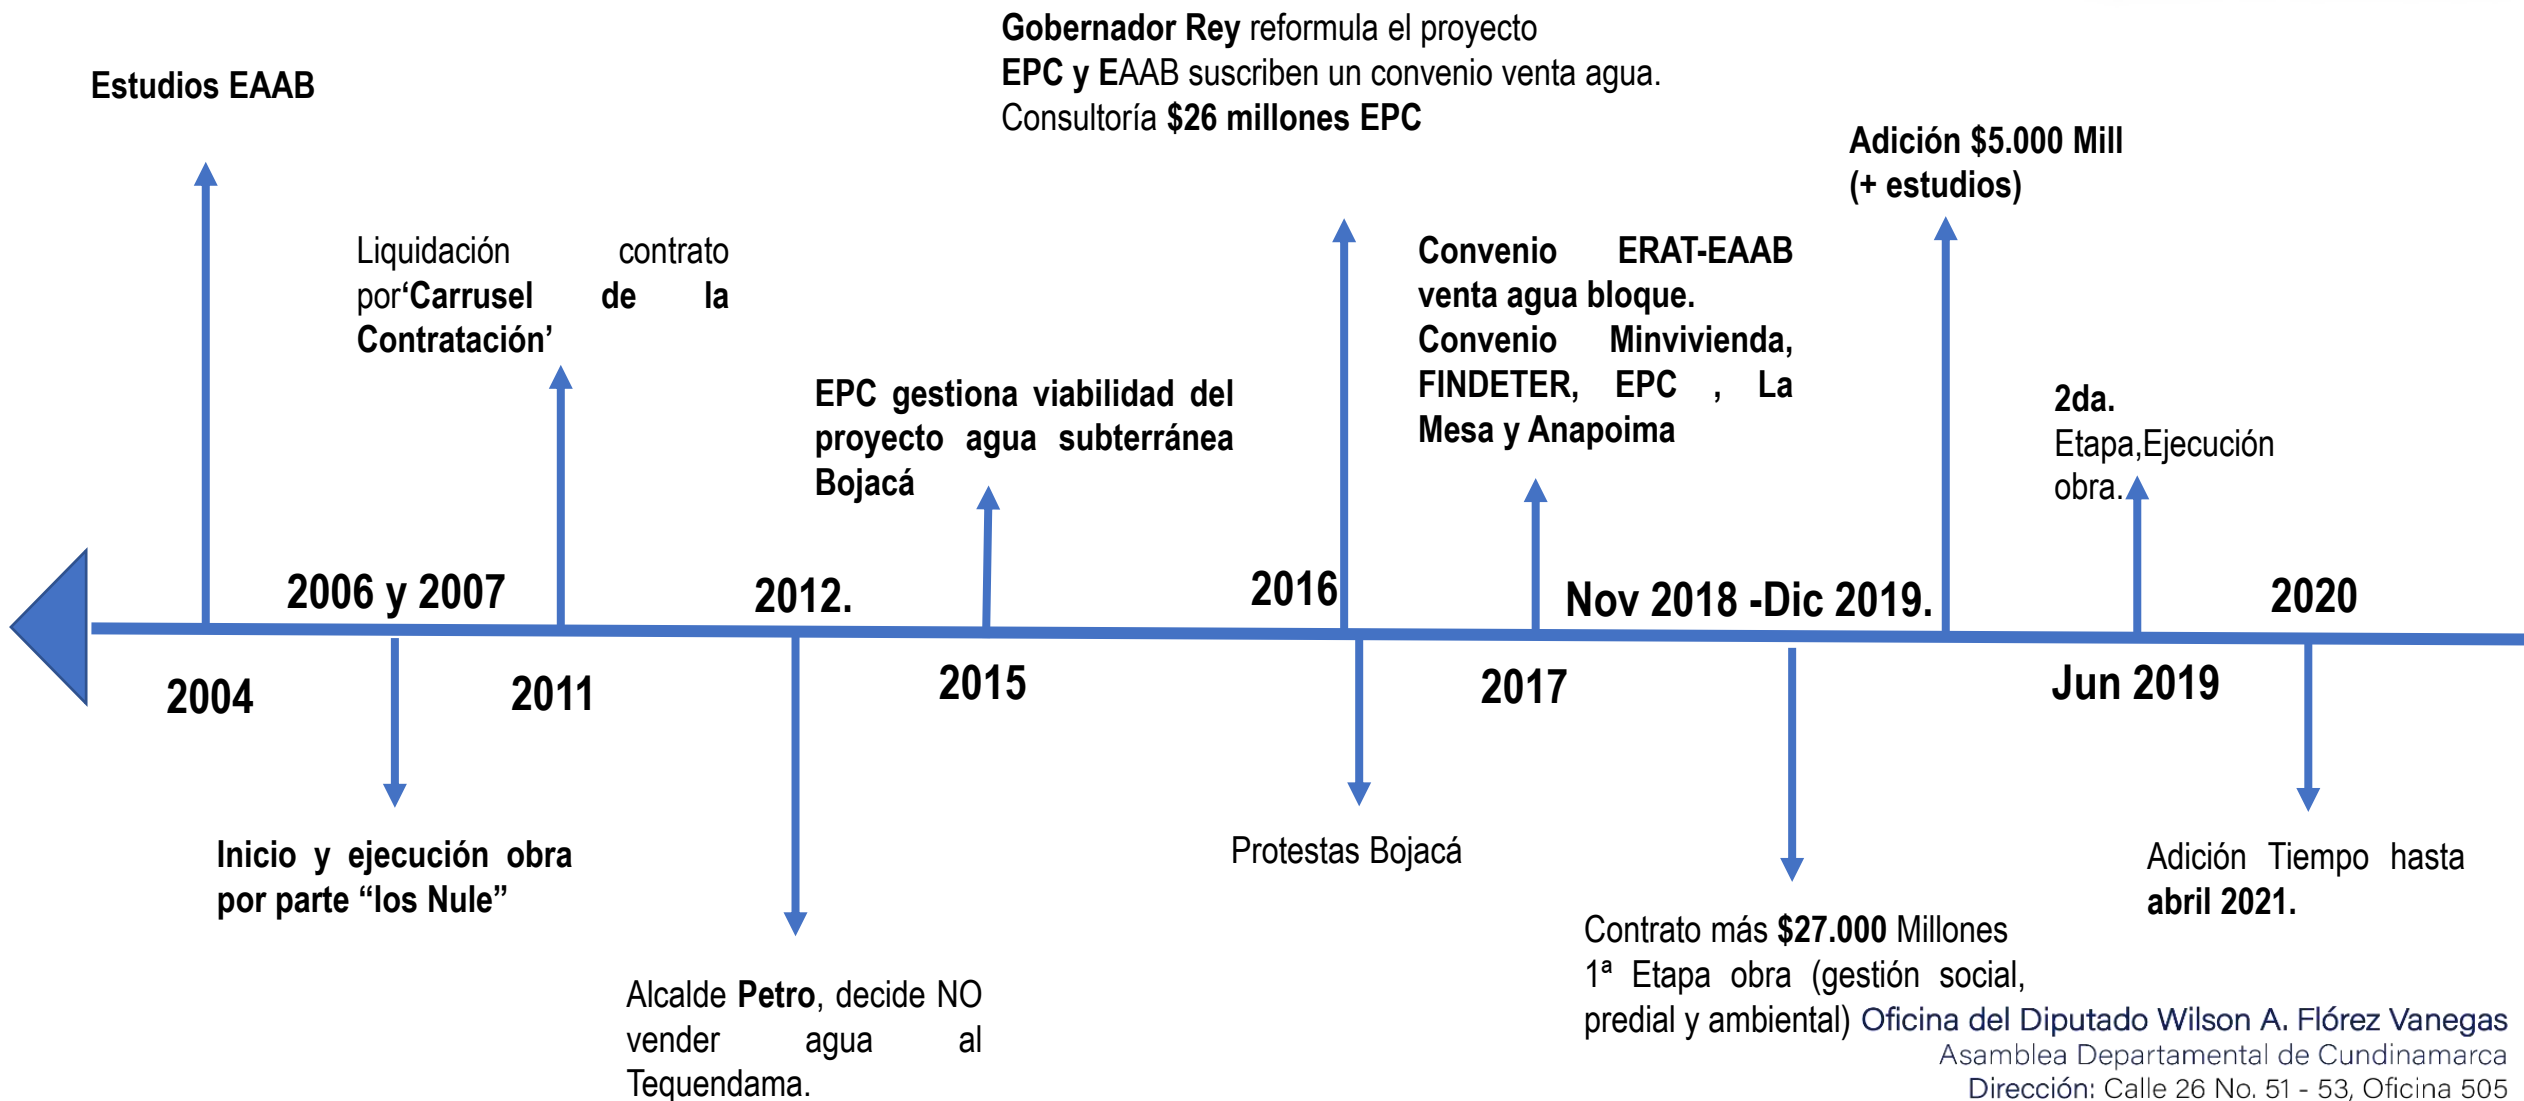 Gobernador Rey reformula el proyecto
EPC y EAAB suscriben un convenio venta agua.
Consultoría $26 millones EPC
Estudios EAAB
Adición $5.000 Mill
(+ estudios)
Liquidación contrato
por‘Carrusel de la
Contratación’
Convenio ERAT-EAAB
venta agua bloque.
Convenio Minvivienda,
FINDETER, EPC , La
Mesa y Anapoima
EPC gestiona viabilidad del
proyecto agua subterránea
Bojacá
2da.
Etapa,Ejecución
obra.
2006 y 2007
2012.
2016
Nov 2018 -Dic 2019.
2020
2004
2011
2015
2017
Jun 2019
Inicio y ejecución obra
por parte “los Nule”
Protestas Bojacá
Adición Tiempo hasta
abril 2021.
Alcalde Petro, decide NO
vender agua al
Tequendama.
Contrato más $27.000 Millones
1ª Etapa obra (gestión social,
predial y ambiental)
Oficina del Diputado Wilson A. Flórez Vanegas
Asamblea Departamental de Cundinamarca
Dirección: Calle 26 No. 51 - 53, Oficina 505